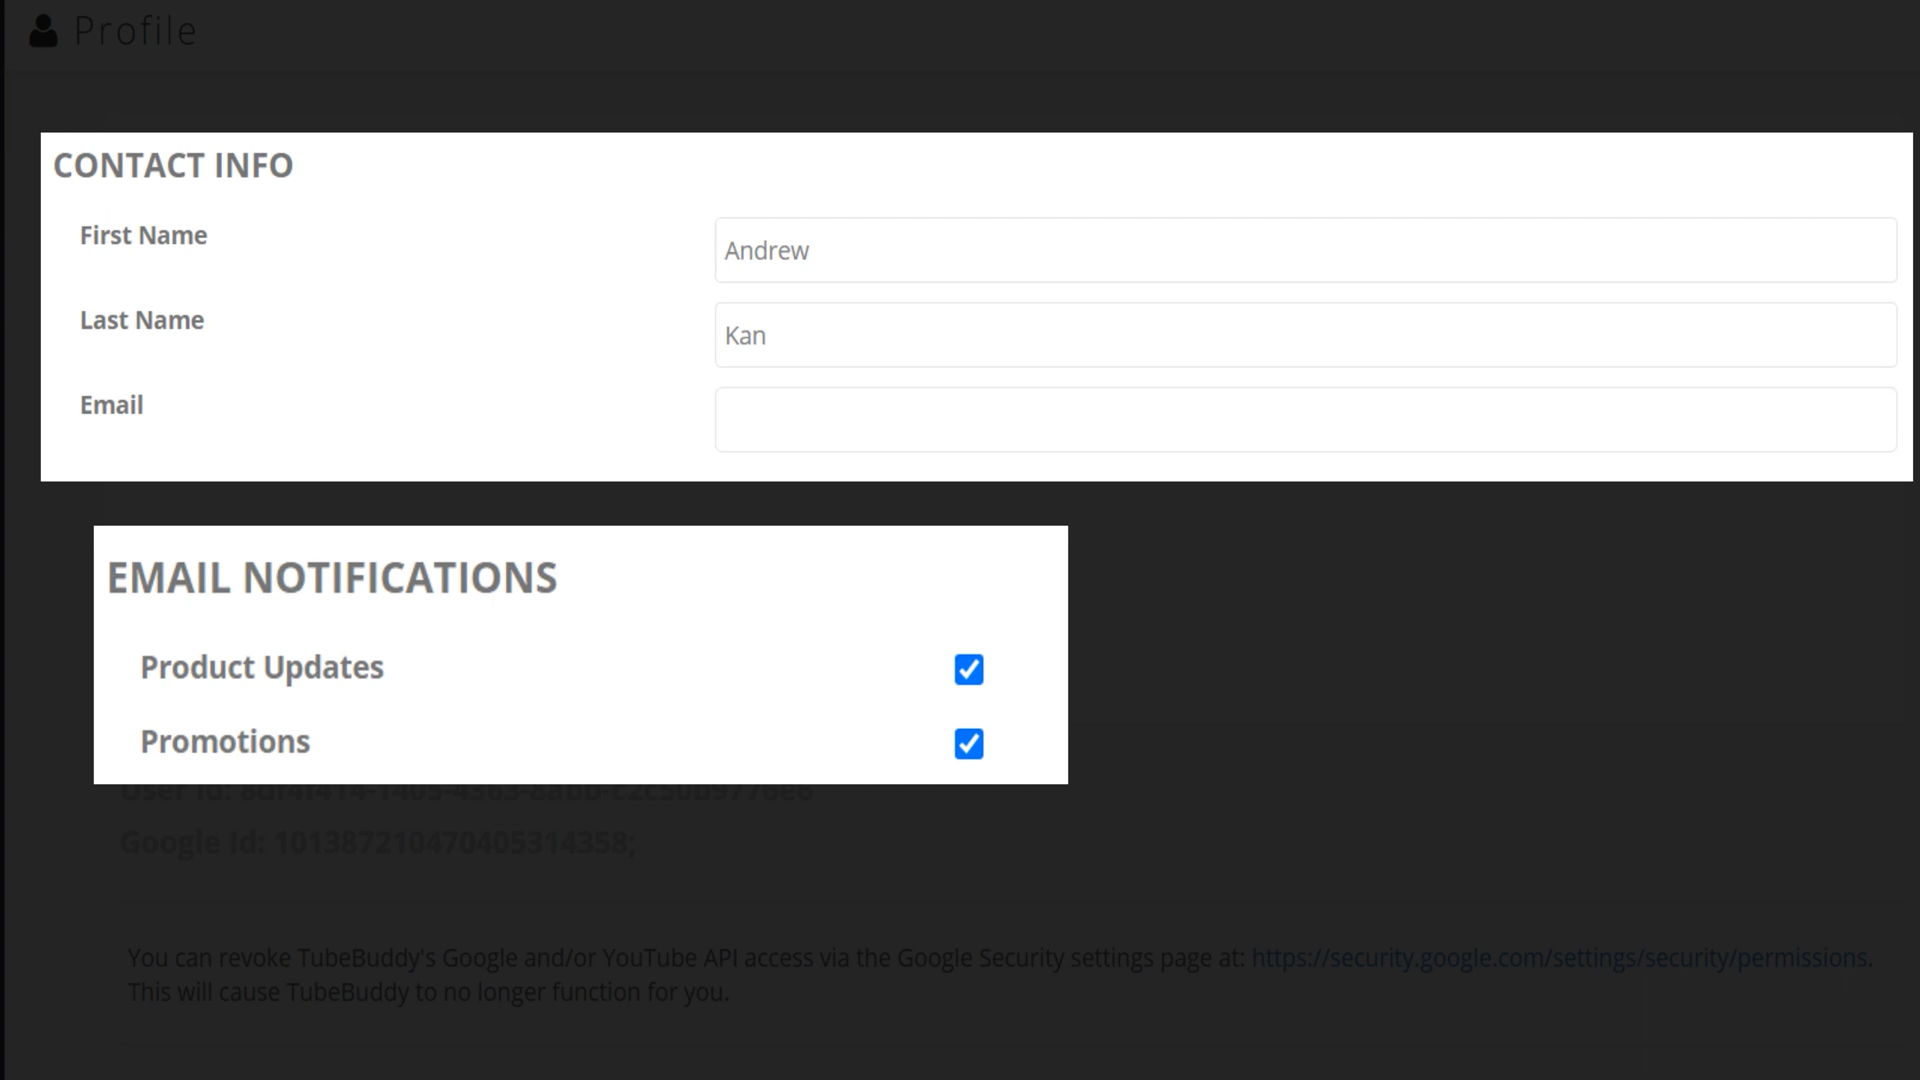 Profile
CONTACT INFO
First Name
Andrew
Last Name
Kan
Email
EMAIL NOTIFICATIONS
Product Updates
Promotions
User Id:
Google Id: 101387210470405314358;
You can revoke TubeBuddy's Google and/or YouTube API access via the Google Security settings page at: https://security.google.com/settings/security/permissions.
This will cause TubeBuddy to no longer function for you.